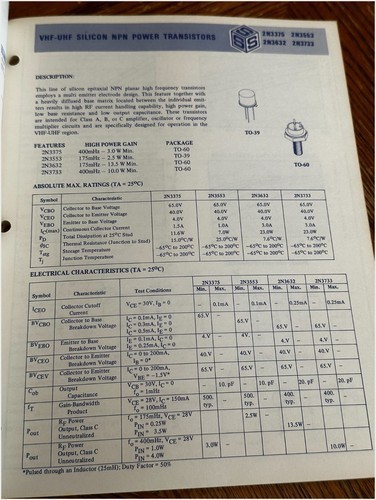 VHF-UHF SILICON NPN POWER TRANSISTORS
SSS
2N3375 2N3553
2N3632 2N3733
DESCRIPTION:
This line of silicon epitaxial NPN planar high frequency transistors
employs a multi emitter electrode design. This feature together with
a heavily diffused base matrix located between the individual emit-
ters results in high RF current handling capability, high power gain,
low base resistance and low output capacitance. These transistors
are intended for Class A, B, or C amplifier, oscillator or frequency
multiplier circuits and are specifically designed for operation in the
VHF-UHF region.
TO-39
TO-60
FEATURES HIGH POWER GAIN PACKAGE
2N3375 400mHz – 3.0 W Min. TO-60
2N3553 175mHz – 2.5 W Min. TO-39
2N3632 175mHz – 13.5 W Min. TO-60
2N3733 400mHz – 10.0 W Min. TO-60
ABSOLUTE MAX. RATINGS (TA = 25°C)
Symbol Characteristic 2N3375 2N3553 2N3632 2N3733
VCBO Collector to Base Voltage 65.0V 65.0V 65.0V 65.0V
VCEO Collector to Emitter Voltage 40.0V 40.0V 40.0V 40.0V
VEBO Emitter to Base Voltage 4.0V 4.0V 4.0V 4.0V
IC(max) Continuous Collector Current 1.5A 1.0A 3.0A 3.0A
PD Total Dissipation at 25°C Stud 11.6W 7.0W 23.0W 23.0W
θJC Thermal Resistance (Junction to Stud) 15.0°C/W 25.0°C/W 7.6°C/W 7.6°C/W
Tstg Storage Temperature –65°C to 200°C –65°C to 200°C –65°C to 200°C –65°C to 200°C
Tj Junction Temperature –65°C to 200°C –65°C to 200°C –65°C to 200°C –65°C to 200°C
ELECTRICAL CHARACTERISTICS (TA = 25°C)
2N3375 2N3553 2N3632 2N3733
Symbol Characteristic Test Conditions Min. Max. Min. Max. Min. Max. Min. Max.
ICEO Collector Cutoff VCE = 30V, IB = 0 – 0.1mA – 0.1mA – 0.25mA – 0.25mA
Current
BVCBO Collector to Base IC = 0.1mA, IE = 0 65.V –
Breakdown Voltage IC = 0.3mA, IE = 0 65.V –
IC = 0.5mA, IE = 0 65.V – 65.V –
BVEBO Emitter to Base IE = 0.1mA, IC = 0 4.V – 4.V –
Breakdown Voltage IE = 0.25mA, IC = 0 4.V – 4.V –
BVCEO Collector to Emitter IC = 0 to 200mA, 40.V – 40.V – 40.V – 40.V –
Breakdown Voltage IB = 0*
BVCEV Collector to Emitter IC = 0 to 200mA, 65.V – 65.V – 65.V – 65.V –
Breakdown Voltage VBE = –1.5V*
Cob Output VCB = 30V, IC = 0 – 10. pF – 10. pF – 20. pF – 20. pF
Capacitance fo = 1mHz
fT Gain-Bandwidth VCE = 28V, IC = 150mA 500. 500. 400. 400.
Product fo = 100mHz typ. typ. typ. typ.
Pout RF Power fo = 175mHz, VCE = 28V
Output, Class C PIN = 0.25W 2.5W –
Unneutralized PIN = 3.5W 13.5W –
Pout RF Power fo = 400mHz, VCE = 28V
Output, Class C PIN = 1.0W 3.0W –
Unneutralized PIN = 4.0W 10.0W –
*Pulsed through an Inductor (25mH); Duty Factor = 50%